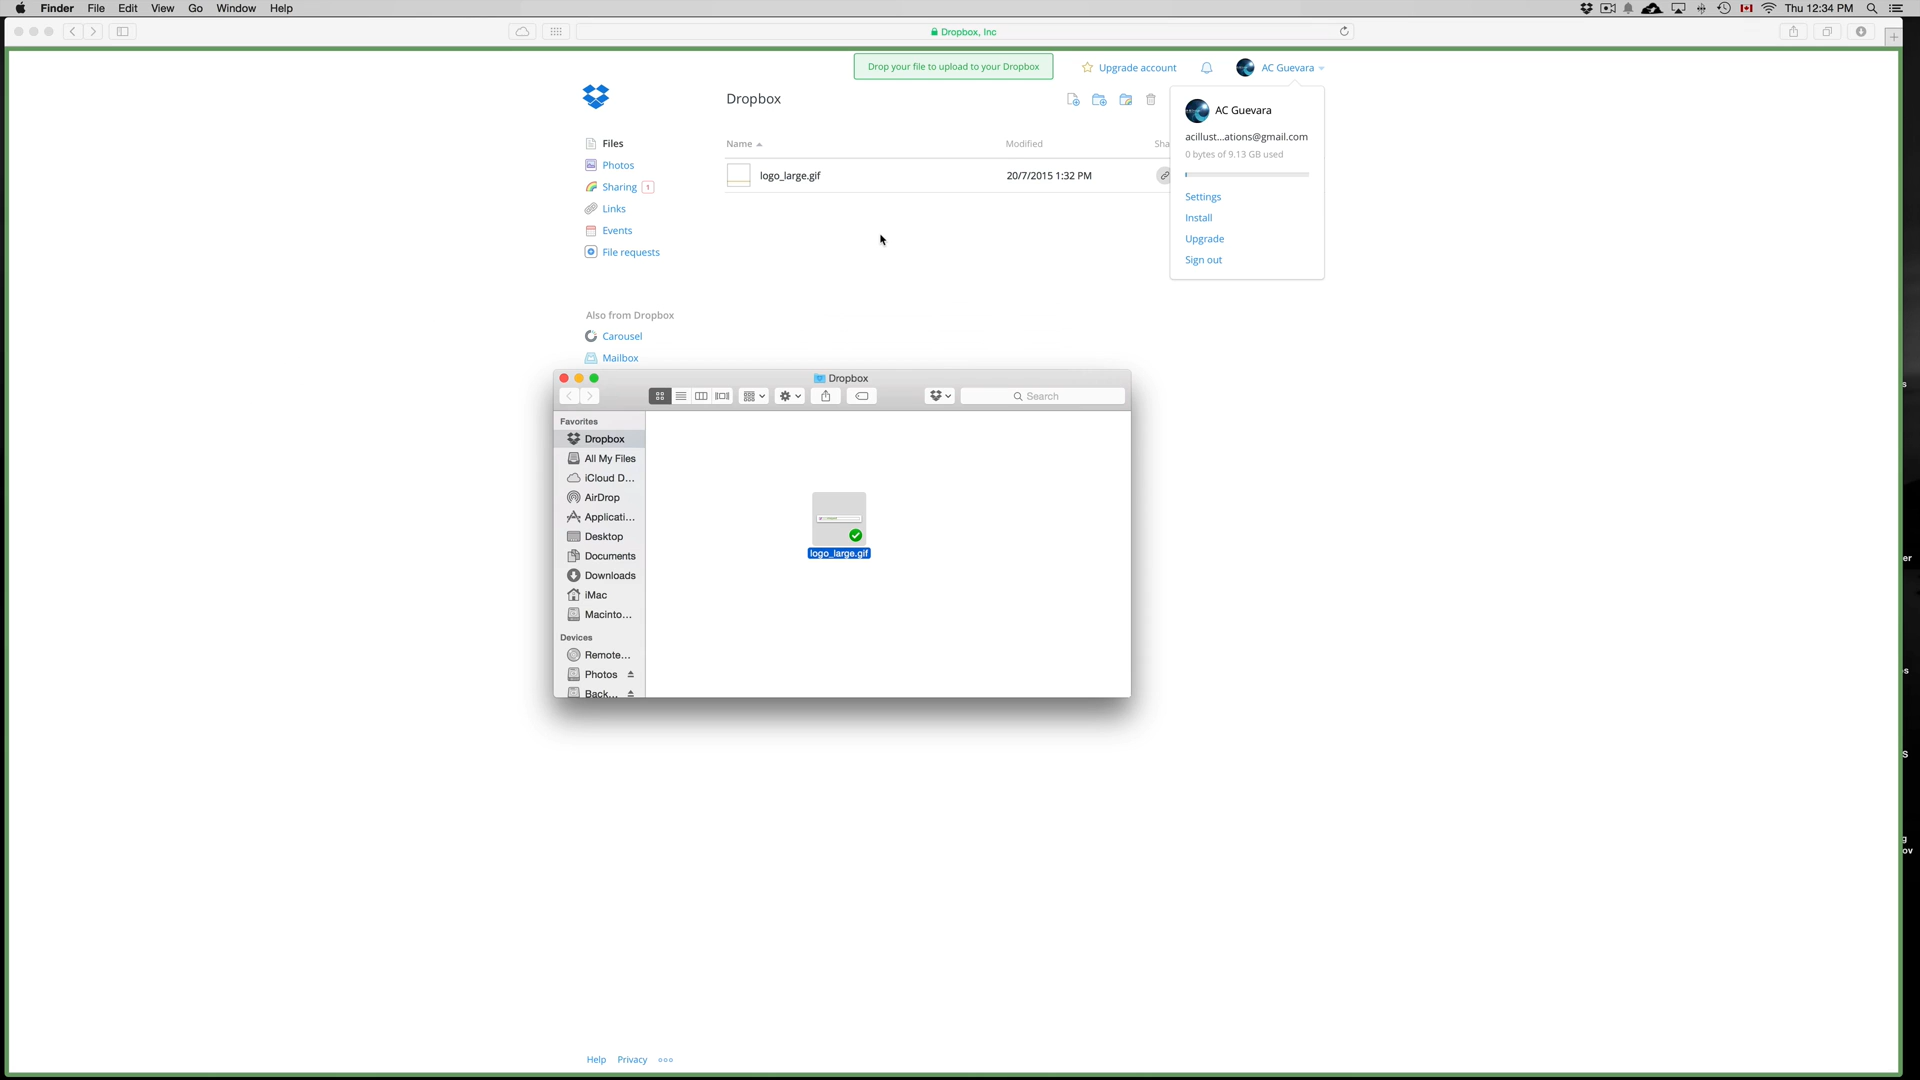 Finder File Edit View Go Window Help
Thu 12:34 PM
Dropbox, Inc
Drop your file to upload to your Dropbox
Upgrade account
AC Guevara
Dropbox
AC Guevara
acillust...ations@gmail.com
0 bytes of 9.13 GB used
Settings
Install
Upgrade
Sign out
Files
Photos
Sharing 1
Links
Events
File requests
Name Modified Sha
logo_large.gif 20/7/2015 1:32 PM
Also from Dropbox
Carousel
Mailbox
Dropbox
Search
Favorites
Dropbox
All My Files
iCloud D...
AirDrop
Applicati...
Desktop
Documents
Downloads
iMac
Macinto...
Devices
Remote...
Photos
Back...
logo_large.gif
Help Privacy
s
er
s
S
g
ov